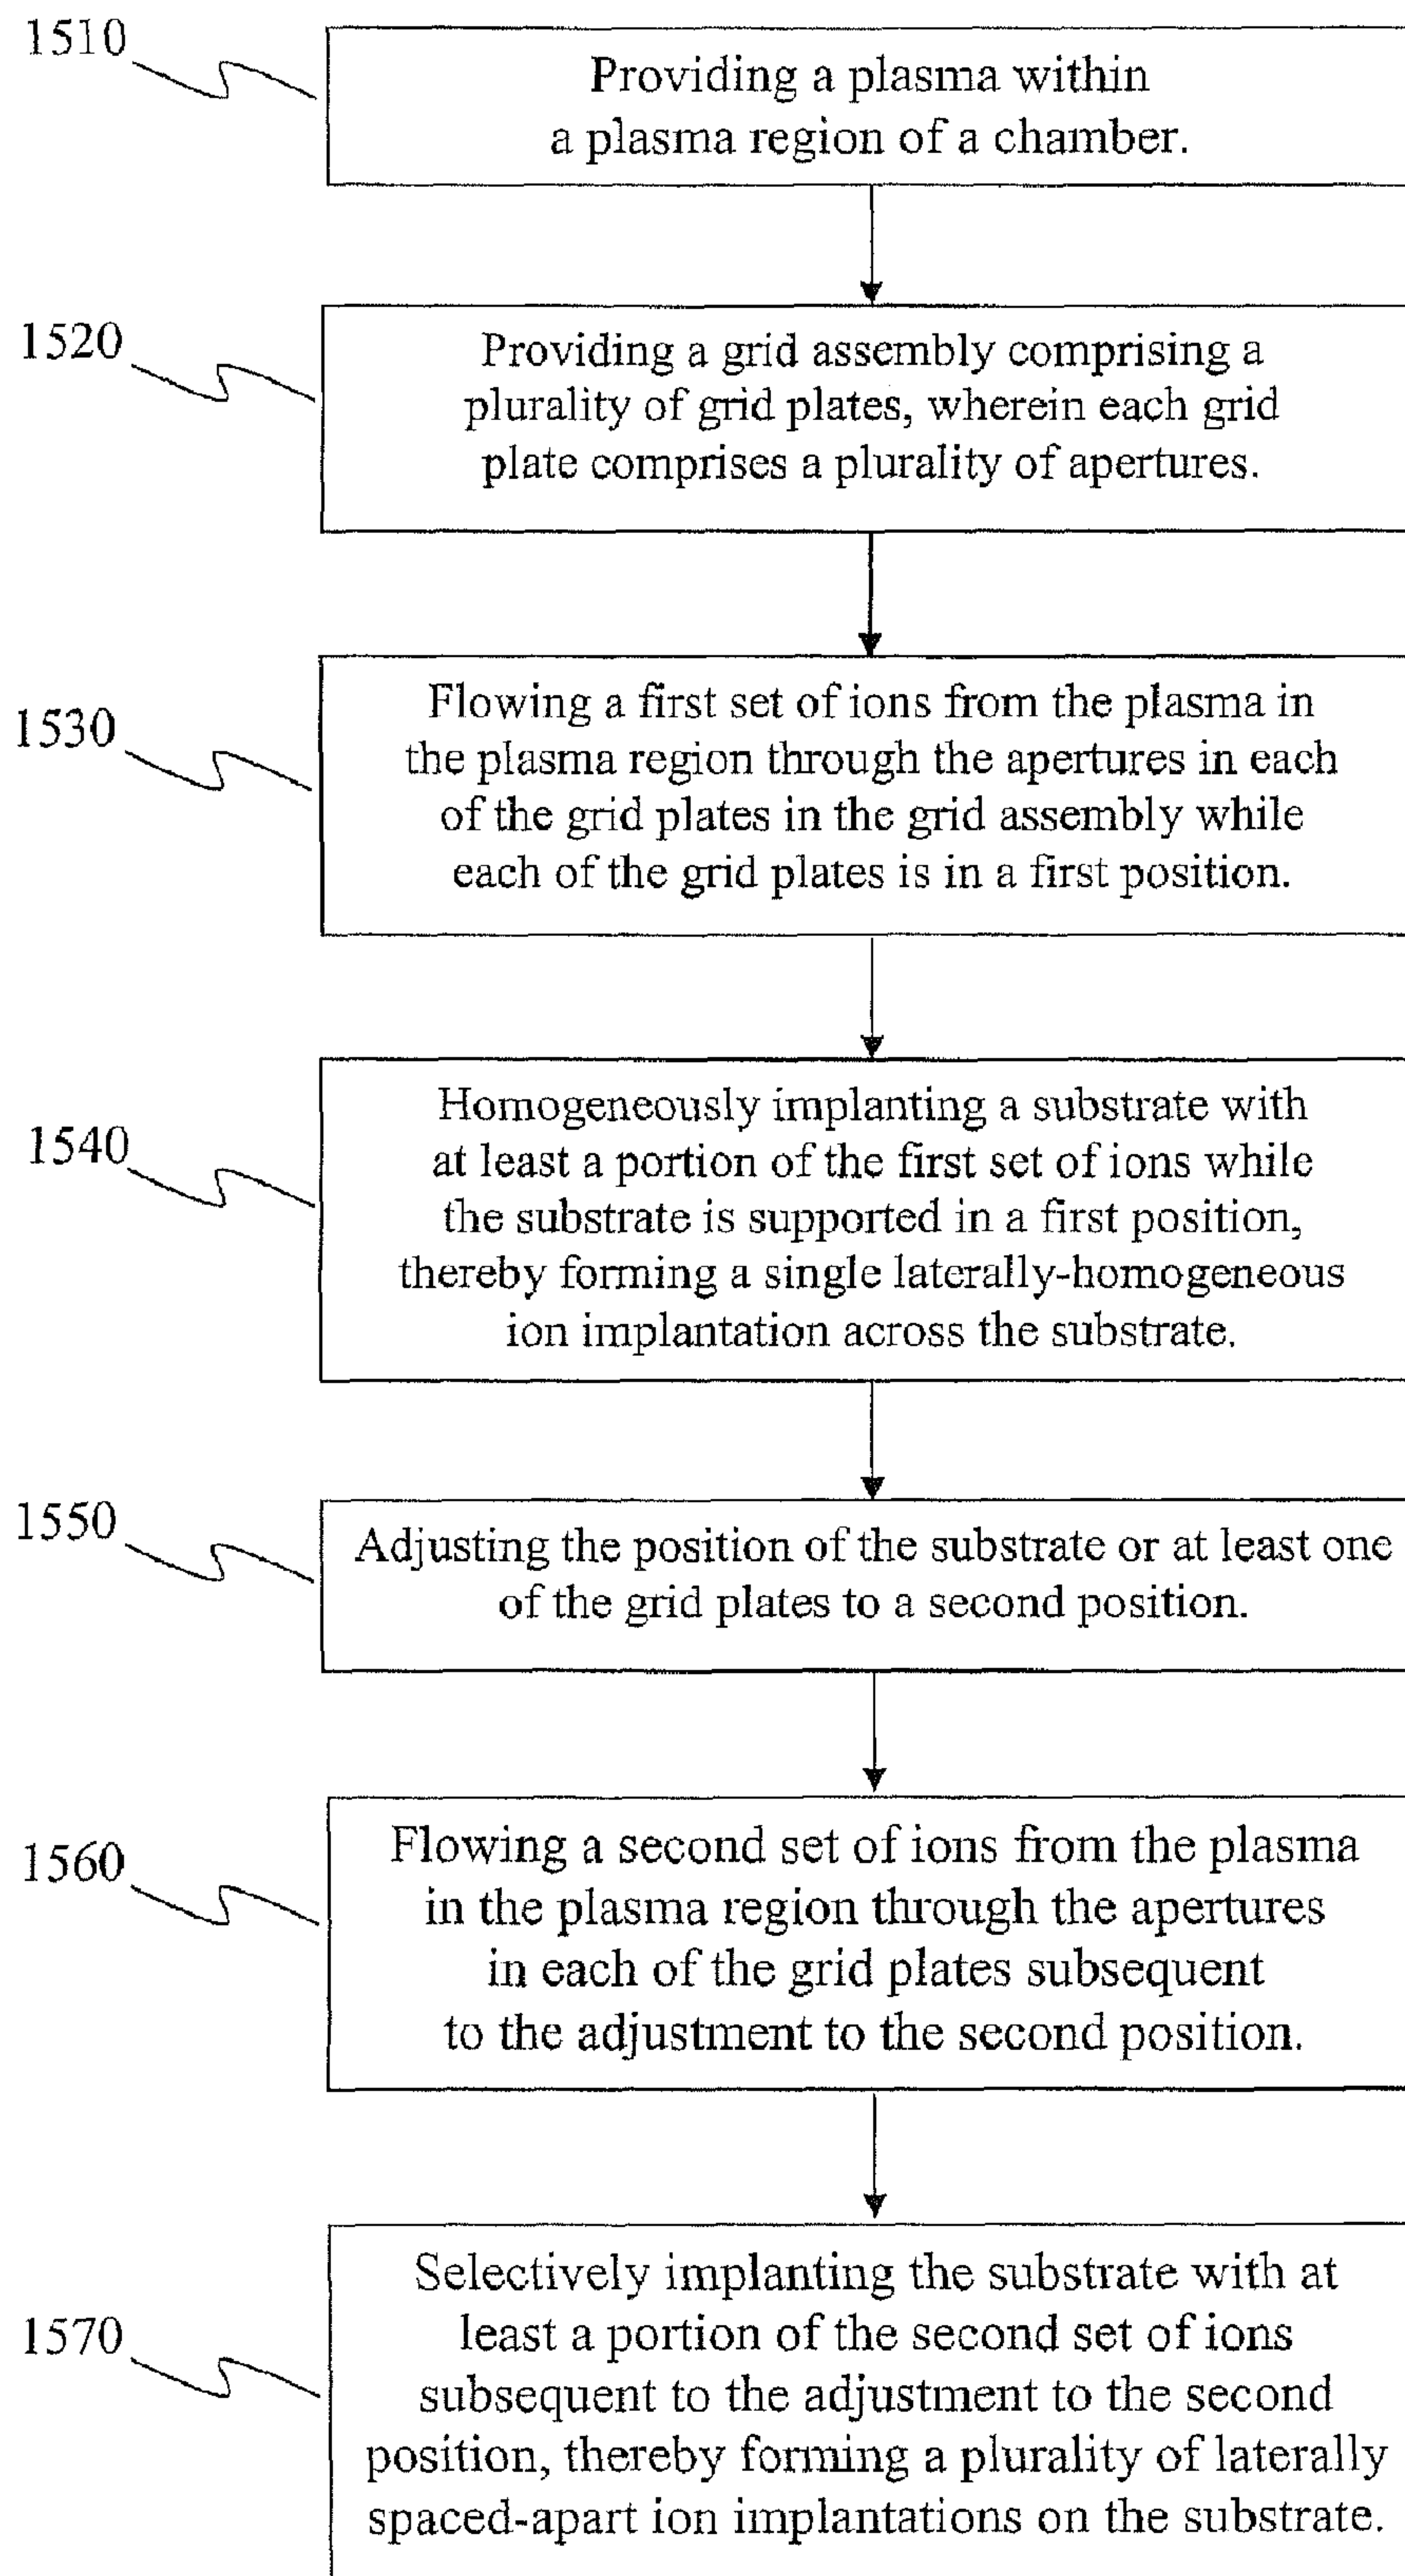 1510
Providing a plasma within
a plasma region of a chamber.
1520
Providing a grid assembly comprising a
plurality of grid plates, wherein each grid
plate comprises a plurality of apertures.
1530
Flowing a first set of ions from the plasma in
the plasma region through the apertures in each
of the grid plates in the grid assembly while
each of the grid plates is in a first position.
1540
Homogeneously implanting a substrate with
at least a portion of the first set of ions while
the substrate is supported in a first position,
thereby forming a single laterally-homogeneous
ion implantation across the substrate.
1550
Adjusting the position of the substrate or at least one
of the grid plates to a second position.
1560
Flowing a second set of ions from the plasma
in the plasma region through the apertures
in each of the grid plates subsequent
to the adjustment to the second position.
1570
Selectively implanting the substrate with at
least a portion of the second set of ions
subsequent to the adjustment to the second
position, thereby forming a plurality of laterally
spaced-apart ion implantations on the substrate.